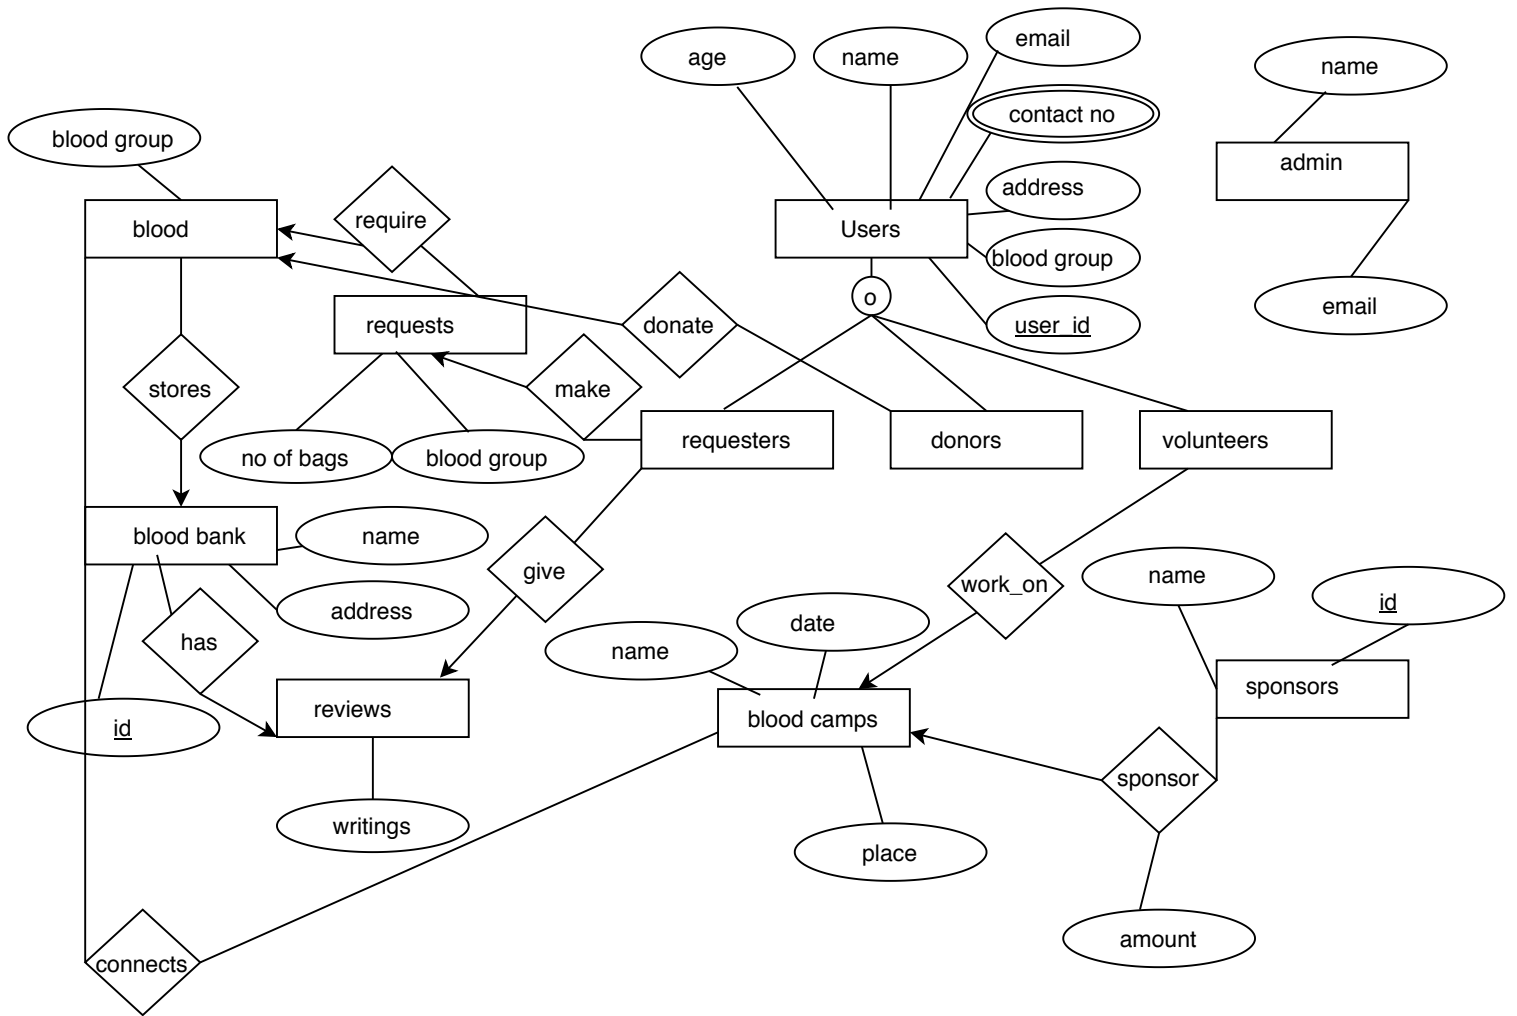 email
age
name
name
contact no
blood group
admin
address
require
blood
Users
blood group
o
email
requests
donate
user_id
stores
make
requesters
donors
volunteers
no of bags
blood group
blood bank
name
give
work_on
name
id
address
date
has
name
sponsors
reviews
blood camps
id
sponsor
writings
place
amount
connects